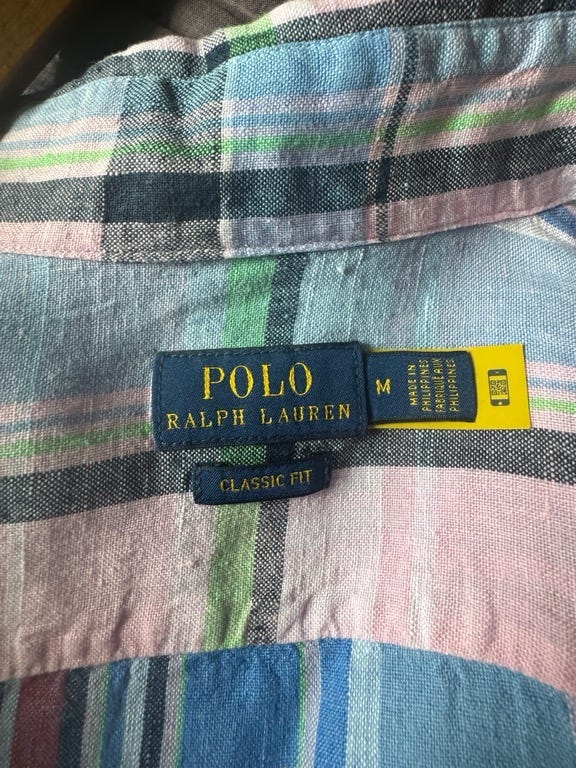 POLO
RALPH LAUREN
M
MADE IN
PHILIPPINES
FABRIQUÉ AUX
PHILIPPINES
CLASSIC FIT